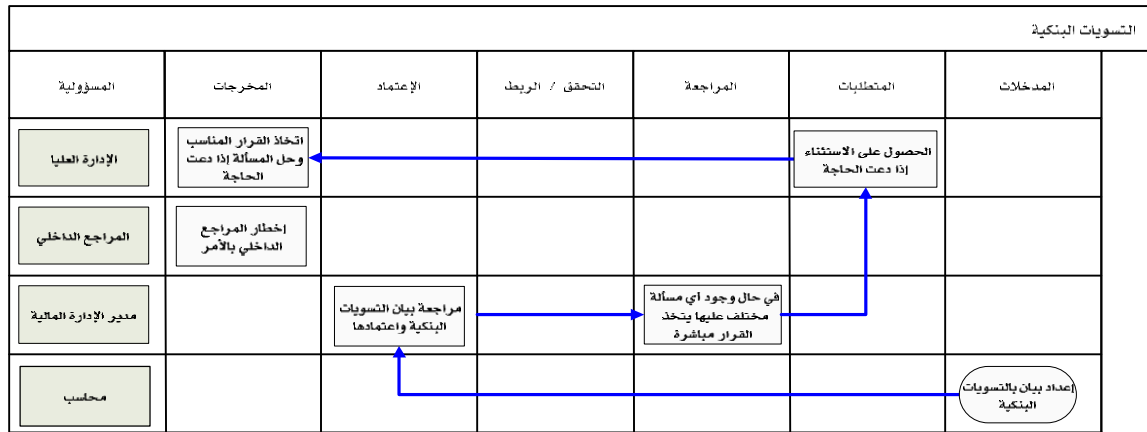 التسويات البنكية
المدخلات
المتطلبات
المراجعة
التحقق / الربط
الإعتماد
المخرجات
المسؤولية
الحصول على الاستثناء
إذا دعت الحاجة
اتخاذ القرار المناسب
وحل المسألة إذا دعت
الحاجة
الإدارة العليا
إخطار المراجع
الداخلي بالأمر
المراجع الداخلي
في حال وجود أي مسألة
مختلف عليها يتخذ
القرار مباشرة
مراجعة بيان التسويات
البنكية واعتمادها
مدير الإدارة المالية
إعداد بيان بالتسويات
البنكية
محاسب